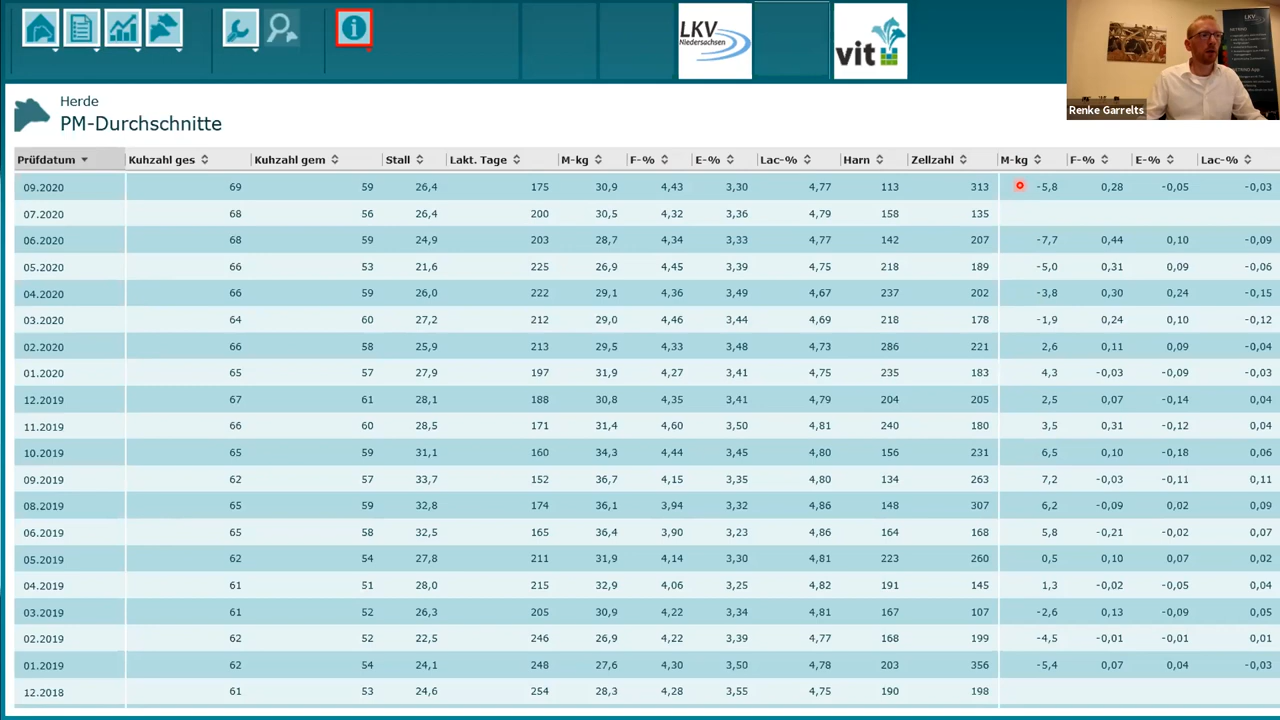 LKV
Niedersachsen
vit
LKV
Renke Garrelts
Herde
PM-Durchschnitte
Prüfdatum Kuhzahl ges Kuhzahl gem Stall Lakt. Tage M-kg F-% E-% Lac-% Harn Zellzahl M-kg F-% E-% Lac-%
09.2020 69 59 26,4 175 30,9 4,43 3,30 4,77 113 313 -5,8 0,28 -0,05 -0,03
07.2020 68 56 26,4 200 30,5 4,32 3,36 4,79 158 135
06.2020 68 59 24,9 203 28,7 4,34 3,33 4,77 142 207 -7,7 0,44 0,10 -0,09
05.2020 66 53 21,6 225 26,9 4,45 3,39 4,75 218 189 -5,0 0,31 0,09 -0,06
04.2020 66 59 26,0 222 29,1 4,36 3,49 4,67 237 202 -3,8 0,30 0,24 -0,15
03.2020 64 60 27,2 212 29,0 4,46 3,44 4,69 218 178 -1,9 0,24 0,10 -0,12
02.2020 66 58 25,9 213 29,5 4,33 3,48 4,73 286 221 2,6 0,11 0,09 -0,04
01.2020 65 57 27,9 197 31,9 4,27 3,41 4,75 235 183 4,3 -0,03 -0,09 -0,03
12.2019 67 61 28,1 188 30,8 4,35 3,41 4,79 204 205 2,5 0,07 -0,14 0,04
11.2019 66 60 28,5 171 31,4 4,60 3,50 4,81 240 180 3,5 0,31 -0,12 0,04
10.2019 65 59 31,1 160 34,3 4,44 3,45 4,80 156 231 6,5 0,10 -0,18 0,06
09.2019 62 57 33,7 152 36,7 4,15 3,35 4,80 134 263 7,2 -0,03 -0,11 0,11
08.2019 65 59 32,8 174 36,1 3,94 3,32 4,86 148 307 6,2 -0,09 0,02 0,09
06.2019 65 58 32,5 165 36,4 3,90 3,23 4,86 164 168 5,8 -0,21 -0,02 0,07
05.2019 62 54 27,8 211 31,9 4,14 3,30 4,81 223 260 0,5 0,10 0,07 0,02
04.2019 61 51 28,0 215 32,9 4,06 3,25 4,82 191 145 1,3 -0,02 -0,05 0,04
03.2019 61 52 26,3 205 30,9 4,22 3,34 4,81 167 107 -2,6 0,13 -0,09 0,05
02.2019 62 52 22,5 246 26,9 4,22 3,39 4,77 168 199 -4,5 -0,01 -0,01 0,01
01.2019 62 54 24,1 248 27,6 4,30 3,50 4,78 203 356 -5,4 0,07 0,04 -0,03
12.2018 61 53 24,6 254 28,3 4,28 3,55 4,75 190 198